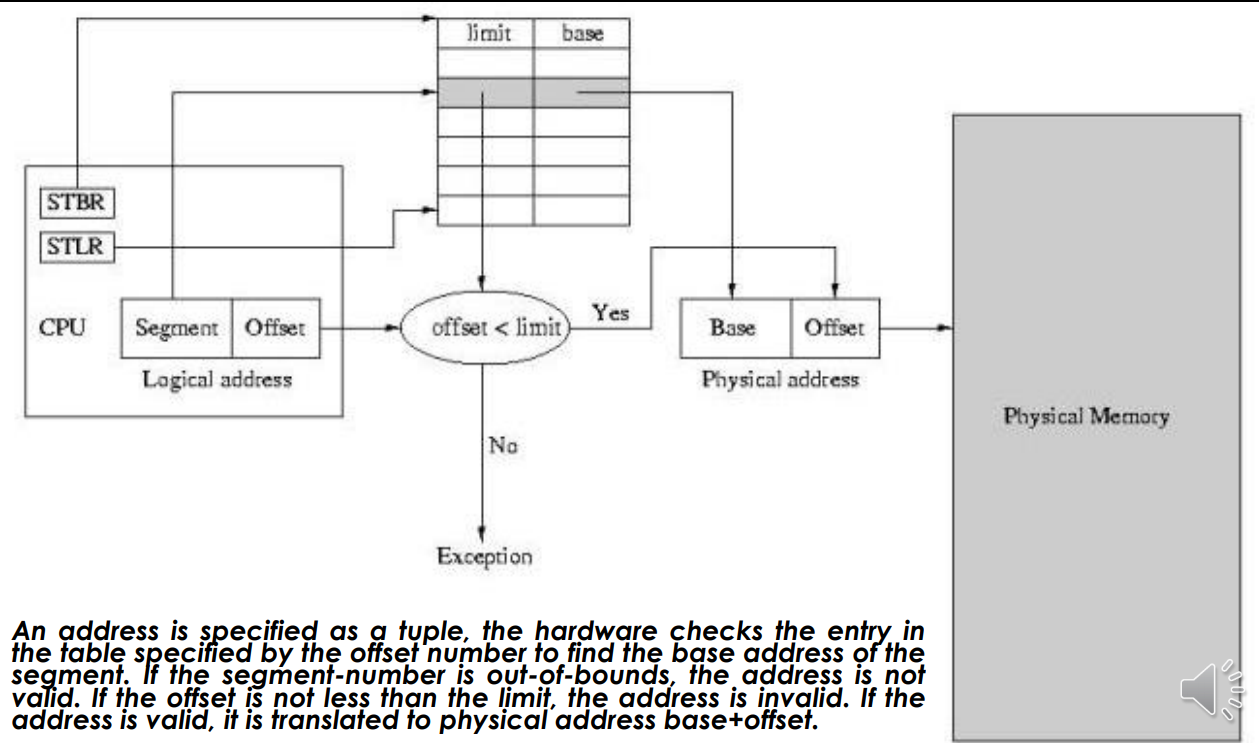 limit base
STBR
STLR
CPU Segment Offset offset < limit Yes Base Offset
Logical address Physical address
Physical Memory
No
Exception
An address is specified as a tuple, the hardware checks the entry in
the table specified by the offset number to find the base address of the
segment. If the segment-number is out-of-bounds, the address is not
valid. If the offset is not less than the limit, the address is invalid. If the
address is valid, it is translated to physical address base+offset.